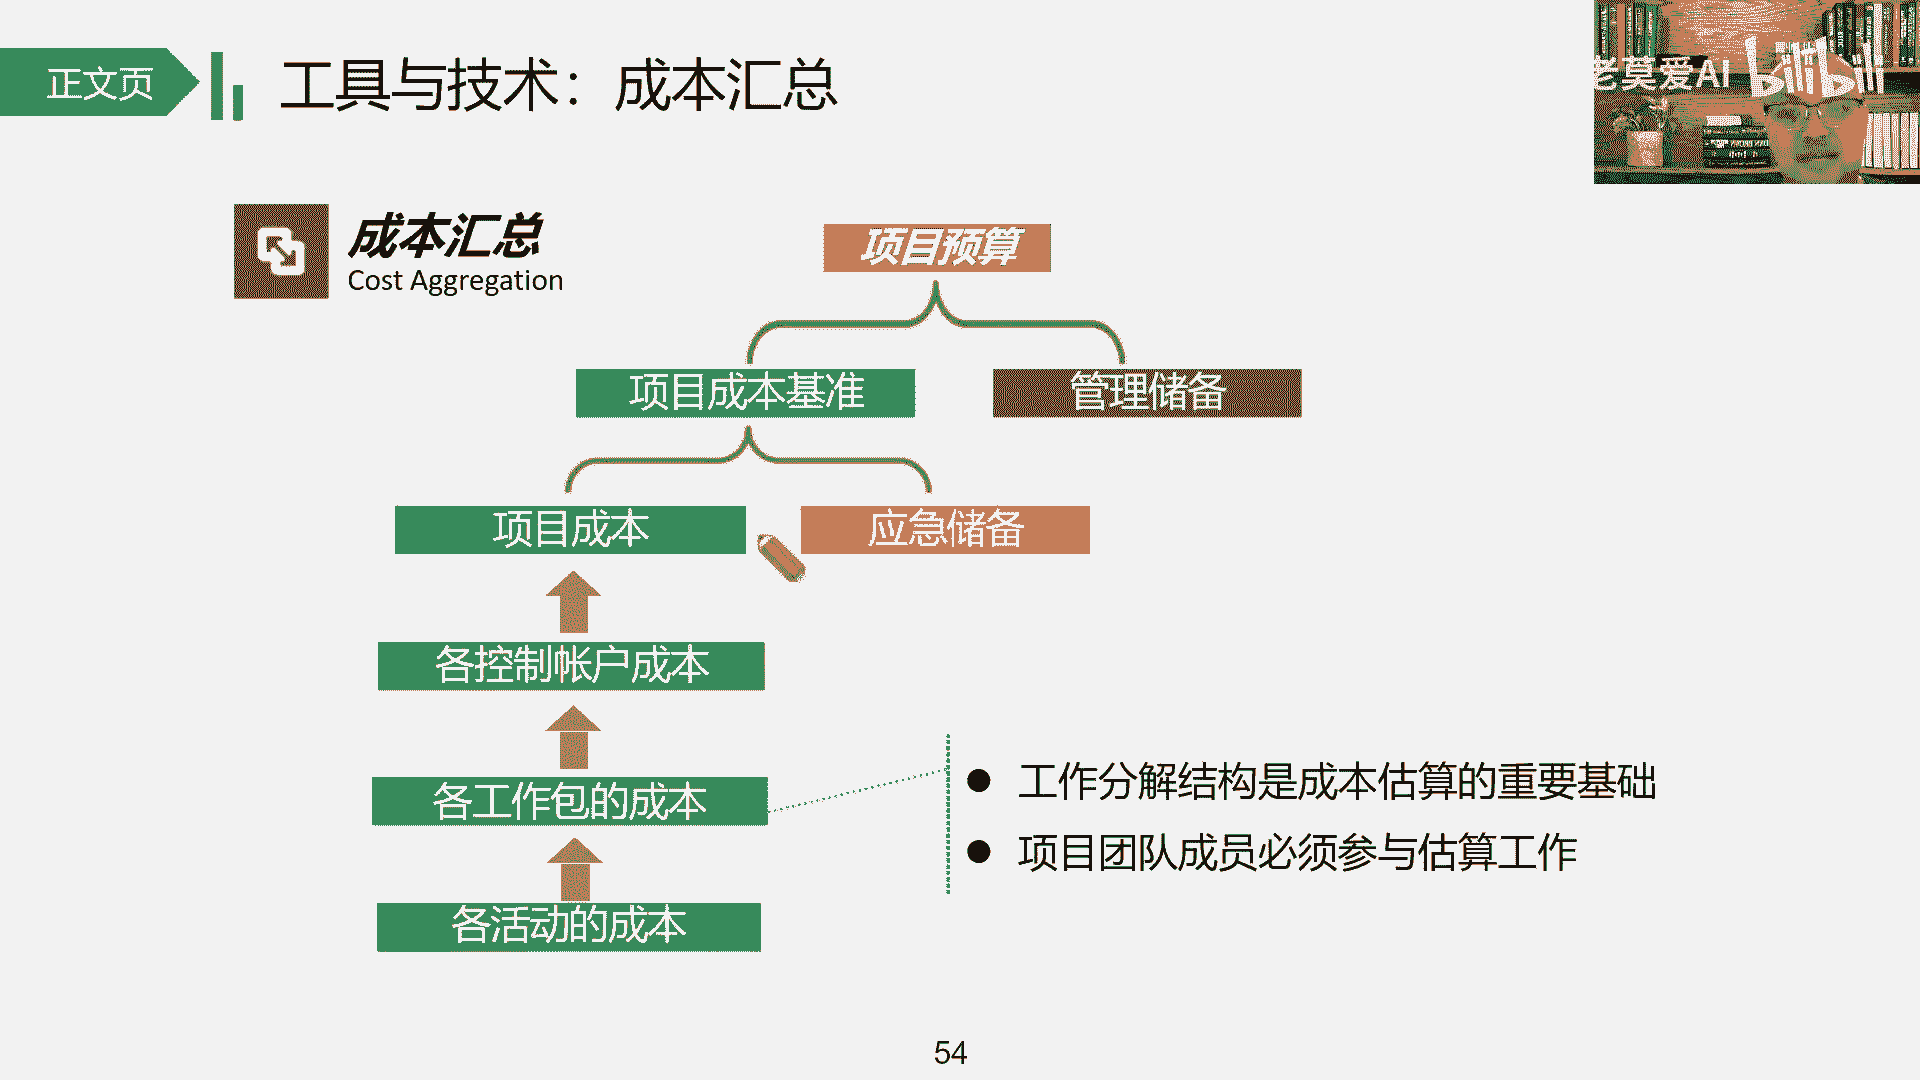 正文页
工具与技术：成本汇总
老莫爱AI
bilibili
成本汇总
Cost Aggregation
项目预算
项目成本基准
管理储备
项目成本
应急储备
各控制帐户成本
各工作包的成本
工作分解结构是成本估算的重要基础
项目团队成员必须参与估算工作
各活动的成本
54